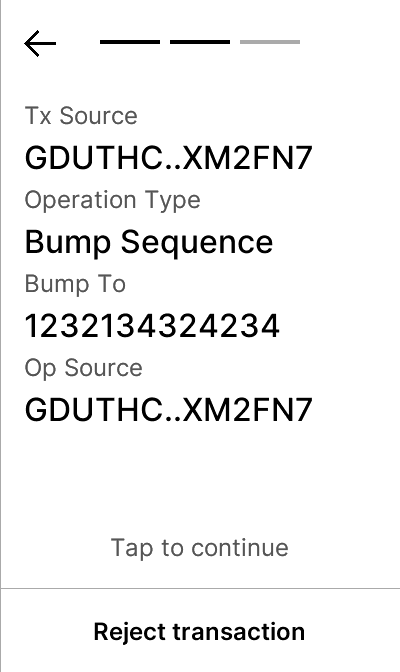 Tx Source
GDUTHC..XM2FN7
Operation Type
Bump Sequence
Bump To
1232134324234
Op Source
GDUTHC..XM2FN7
Tap to continue
Reject transaction